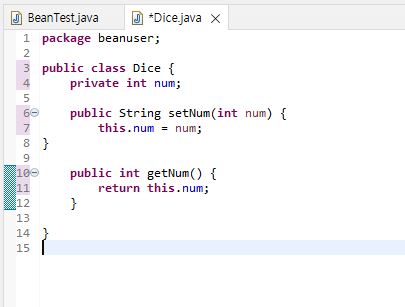 BeanTest.java *Dice.java
1 package beanuser;
2
3 public class Dice {
4 private int num;
5
6 public String setNum(int num) {
7 this.num = num;
8 }
9
10 public int getNum() {
11 return this.num;
12 }
13
14 }
15